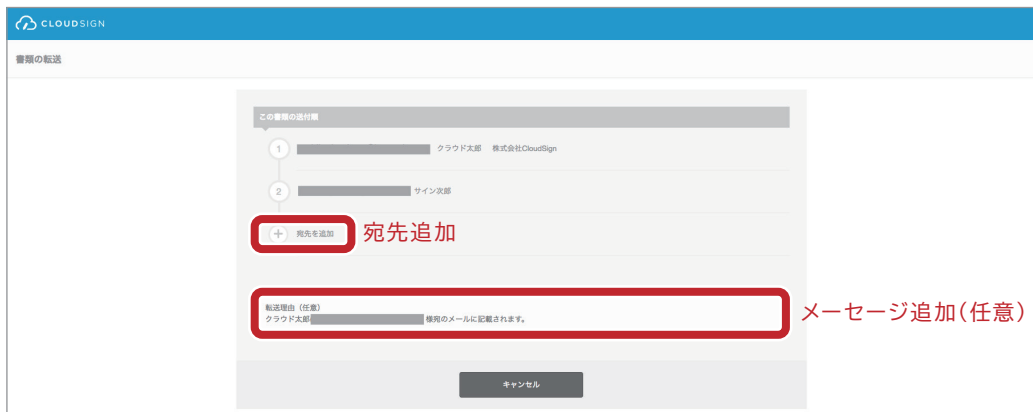 CLOUDSIGN
書類の転送
この書類の送付順
1 クラウド太郎 株式会社CloudSign
2 サイン次郎
宛先を追加 宛先追加
転送理由（任意）
クラウド太郎 様宛のメールに記載されます。
メーセージ追加(任意)
キャンセル